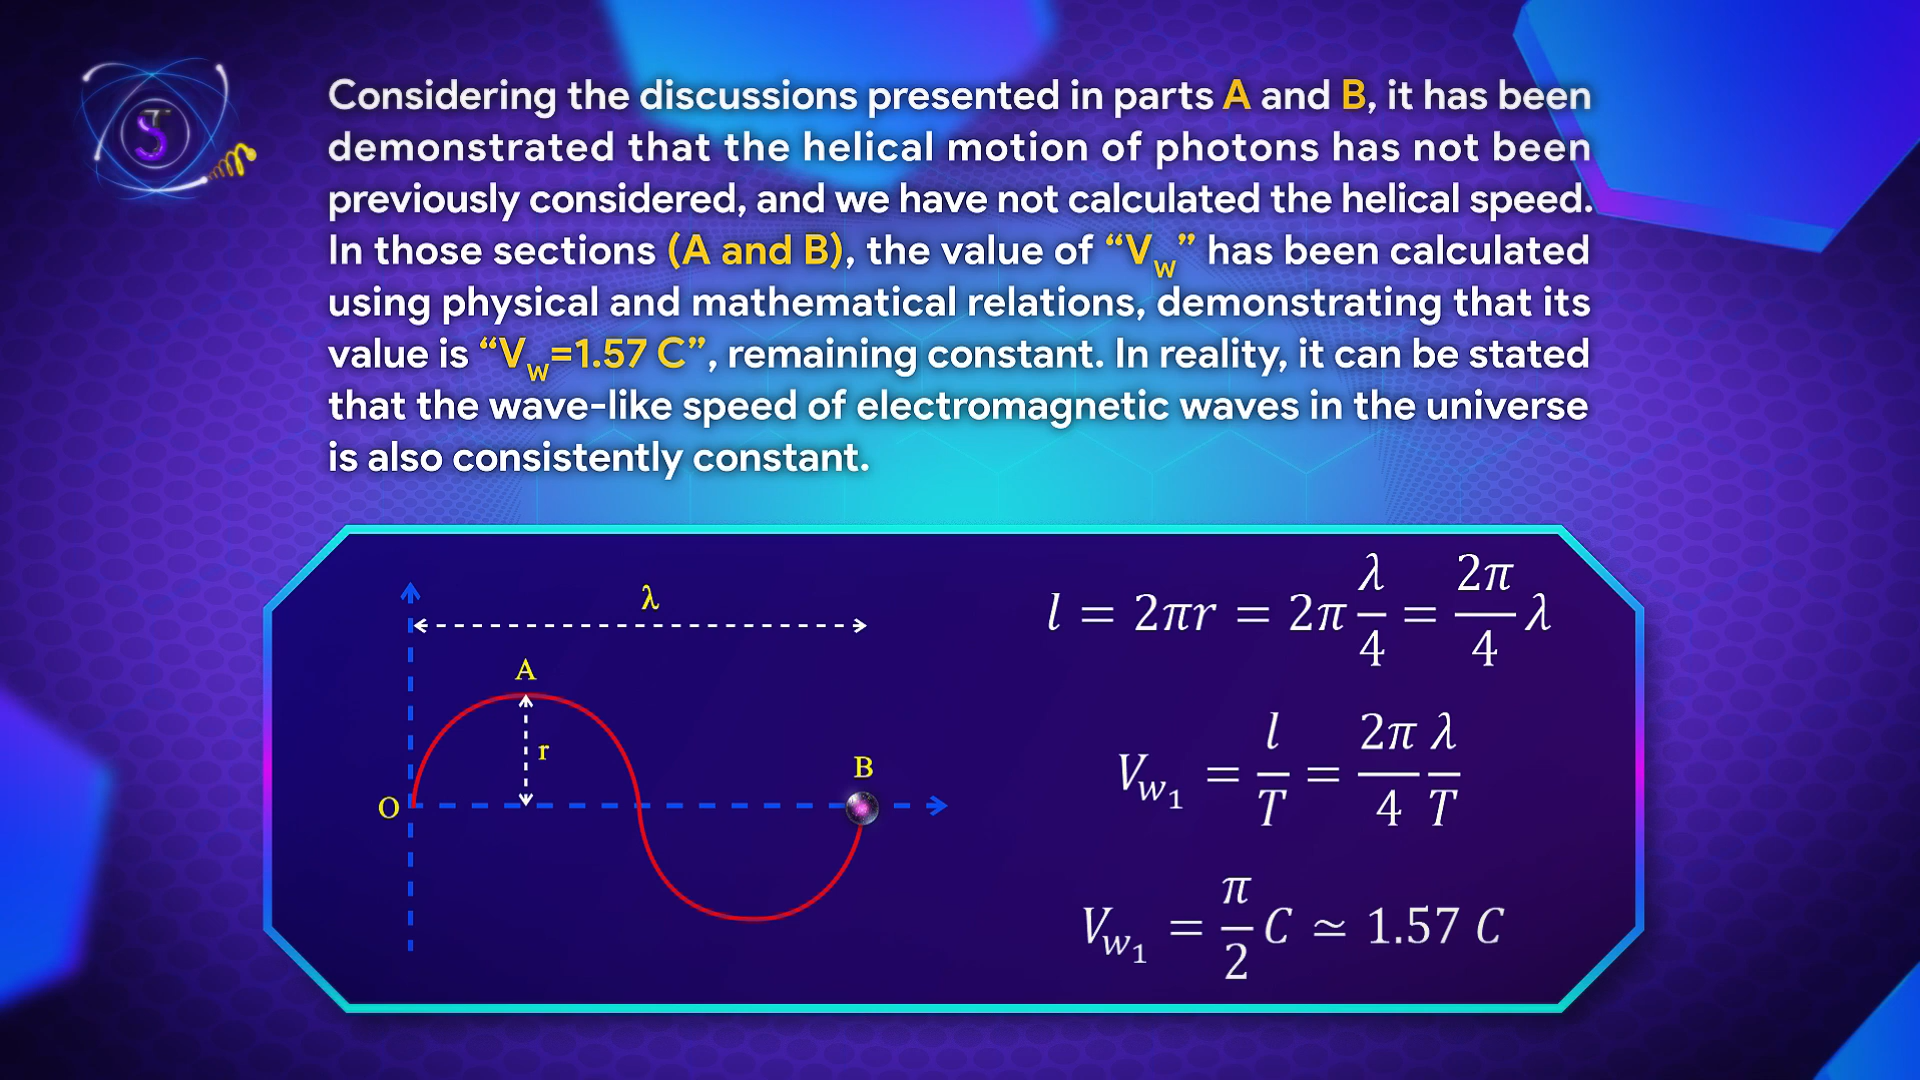 Considering the discussions presented in parts A and B, it has been
demonstrated that the helical motion of photons has not been
previously considered, and we have not calculated the helical speed.
In those sections (A and B), the value of “V_w” has been calculated
using physical and mathematical relations, demonstrating that its
value is “V_w=1.57 C”, remaining constant. In reality, it can be stated
that the wave-like speed of electromagnetic waves in the universe
is also consistently constant.
λ
A
r
B
O
l = 2πr = 2π λ/4 = 2π/4 λ
V_w₁ = l/T = 2π/4 λ/T
V_w₁ = π/2 C ≃ 1.57 C